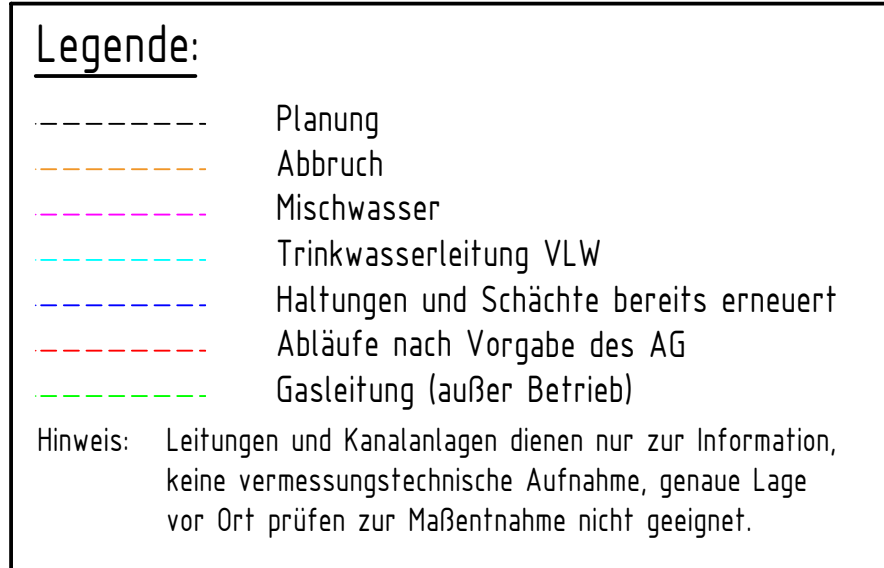 Legende:
Planung
Abbruch
Mischwasser
Trinkwasserleitung VLW
Haltungen und Schächte bereits erneuert
Abläufe nach Vorgabe des AG
Gasleitung (außer Betrieb)
Hinweis: Leitungen und Kanalanlagen dienen nur zur Information,
keine vermessungstechnische Aufnahme, genaue Lage
vor Ort prüfen zur Maßentnahme nicht geeignet.